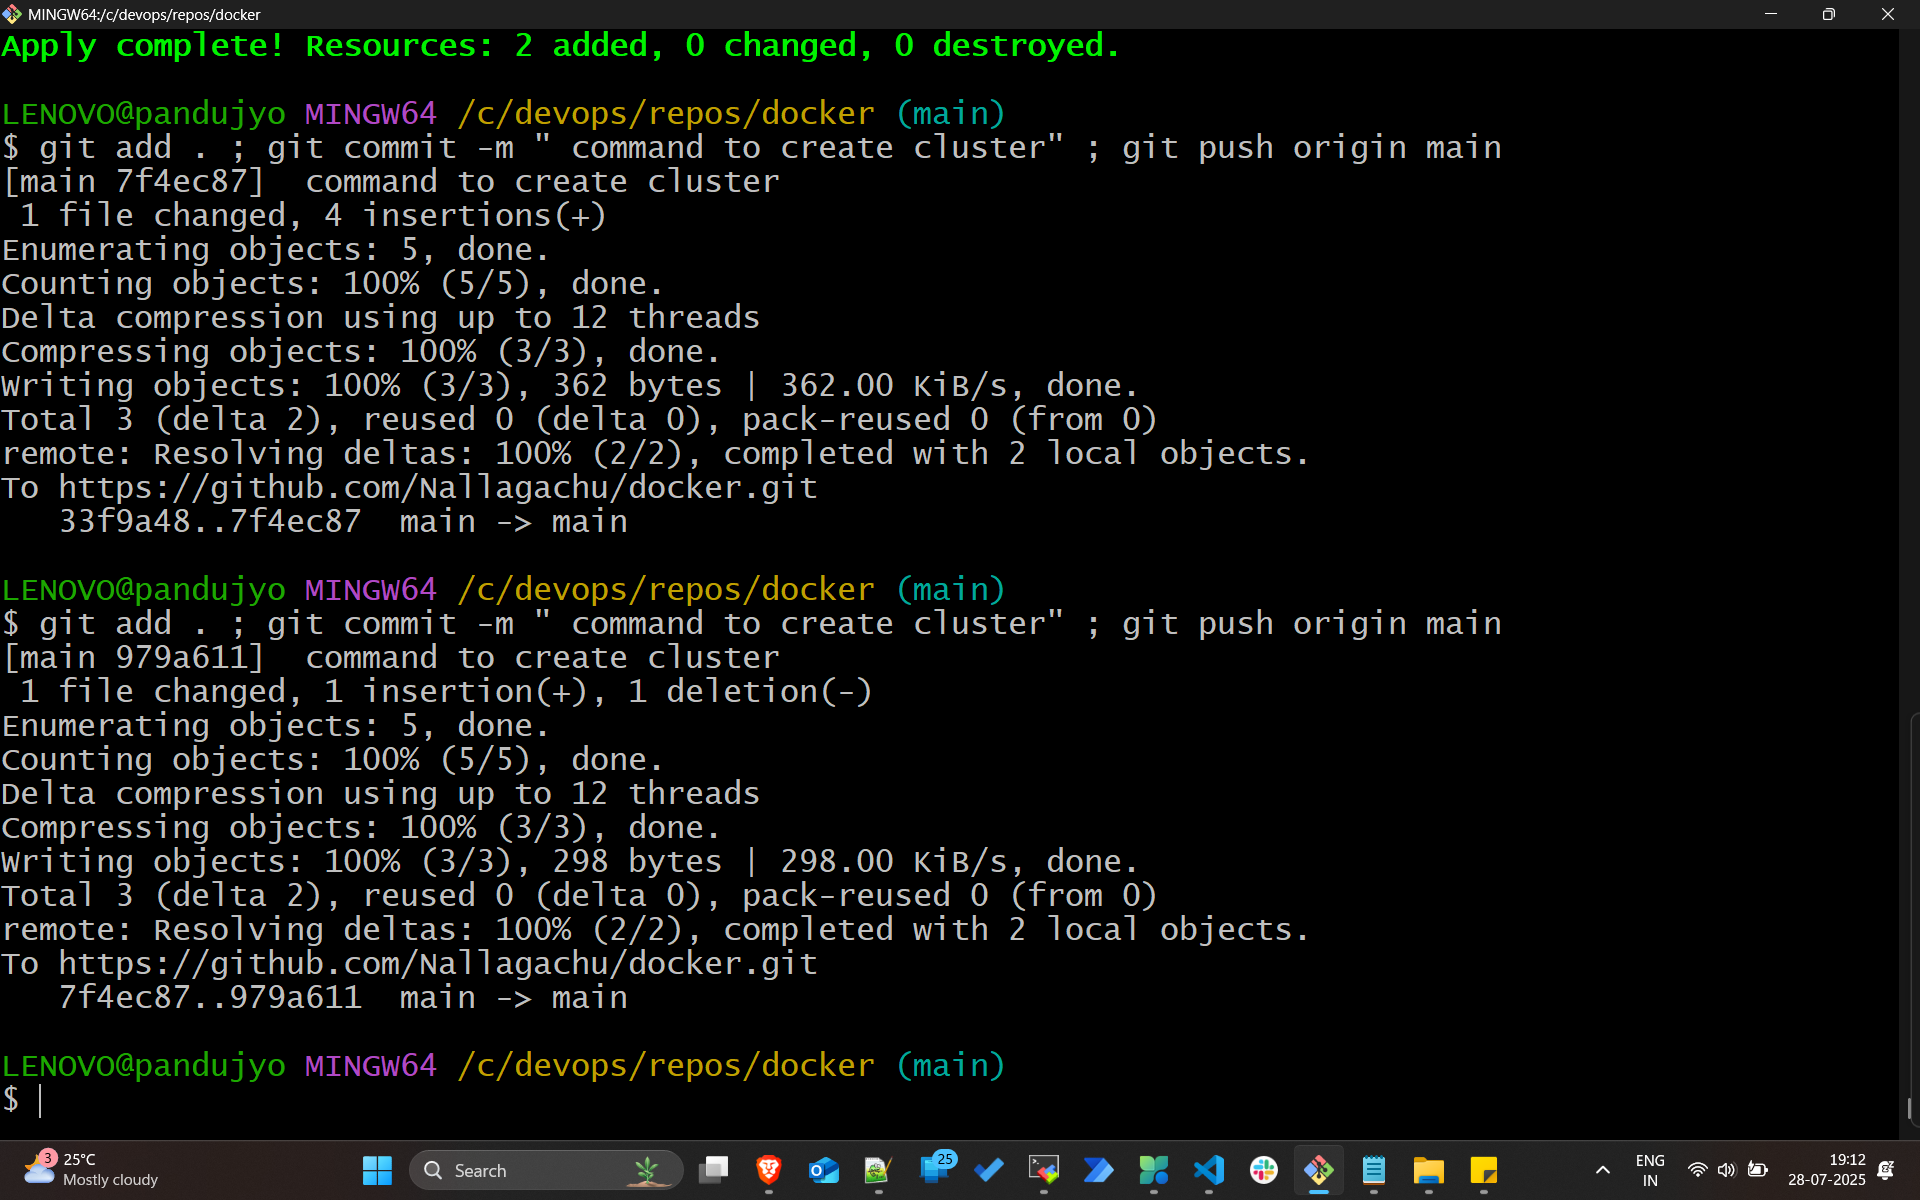 MINGW64:/c/devops/repos/docker
Apply complete! Resources: 2 added, 0 changed, 0 destroyed.
LENOVO@pandujyo MINGW64 /c/devops/repos/docker (main)
$ git add . ; git commit -m " command to create cluster" ; git push origin main
[main 7f4ec87]  command to create cluster
 1 file changed, 4 insertions(+)
Enumerating objects: 5, done.
Counting objects: 100% (5/5), done.
Delta compression using up to 12 threads
Compressing objects: 100% (3/3), done.
Writing objects: 100% (3/3), 362 bytes | 362.00 KiB/s, done.
Total 3 (delta 2), reused 0 (delta 0), pack-reused 0 (from 0)
remote: Resolving deltas: 100% (2/2), completed with 2 local objects.
To https://github.com/Nallagachu/docker.git
   33f9a48..7f4ec87  main -> main
LENOVO@pandujyo MINGW64 /c/devops/repos/docker (main)
$ git add . ; git commit -m " command to create cluster" ; git push origin main
[main 979a611]  command to create cluster
 1 file changed, 1 insertion(+), 1 deletion(-)
Enumerating objects: 5, done.
Counting objects: 100% (5/5), done.
Delta compression using up to 12 threads
Compressing objects: 100% (3/3), done.
Writing objects: 100% (3/3), 298 bytes | 298.00 KiB/s, done.
Total 3 (delta 2), reused 0 (delta 0), pack-reused 0 (from 0)
remote: Resolving deltas: 100% (2/2), completed with 2 local objects.
To https://github.com/Nallagachu/docker.git
   7f4ec87..979a611  main -> main
LENOVO@pandujyo MINGW64 /c/devops/repos/docker (main)
$
3
25°C
Mostly cloudy
Search
25
ENG
IN
19:12
28-07-2025